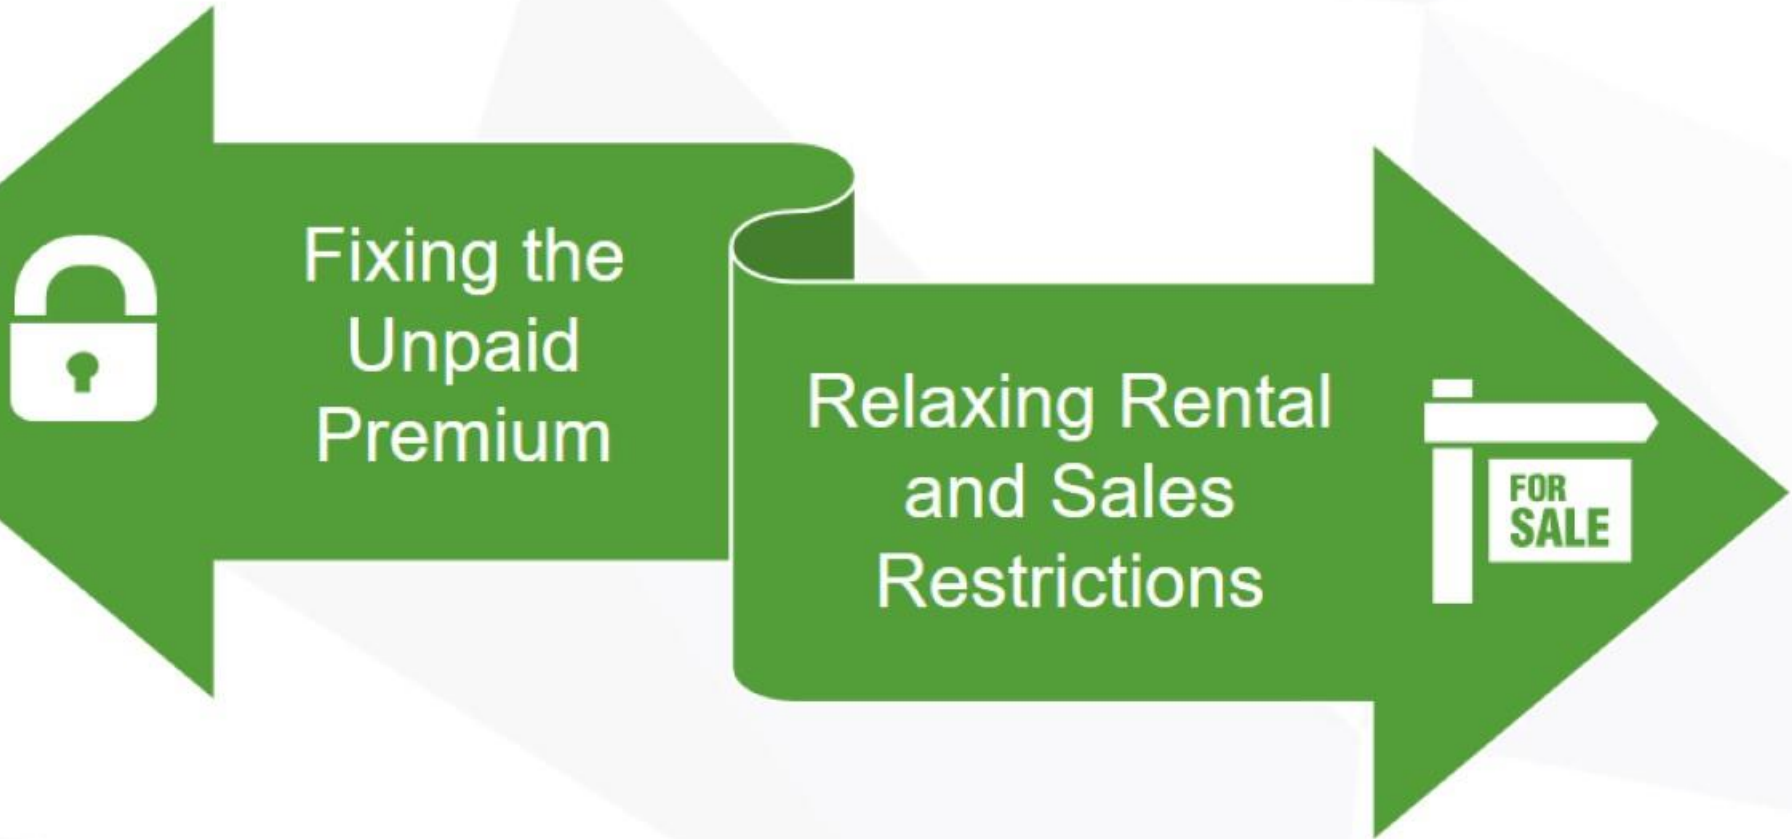 Fixing the
Unpaid
Premium
Relaxing Rental
and Sales
Restrictions
FOR
SALE